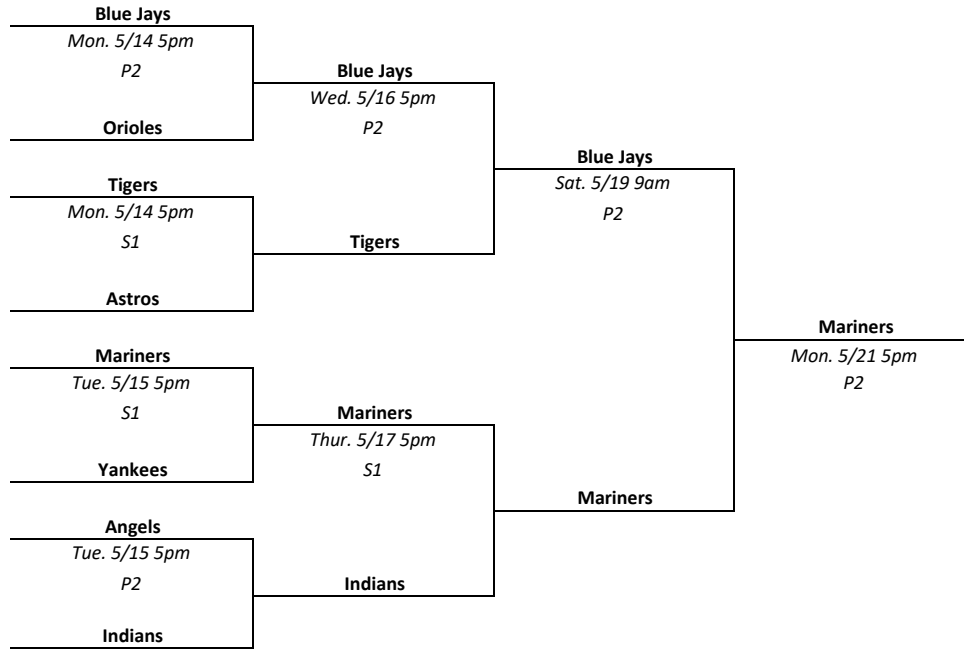 Blue Jays
Mon. 5/14 5pm
P2
Orioles
Tigers
Mon. 5/14 5pm
S1
Astros
Mariners
Tue. 5/15 5pm
S1
Yankees
Angels
Tue. 5/15 5pm
P2
Indians
Blue Jays
Wed. 5/16 5pm
P2
Tigers
Mariners
Thur. 5/17 5pm
S1
Indians
Blue Jays
Sat. 5/19 9am
P2
Mariners
Mariners
Mon. 5/21 5pm
P2